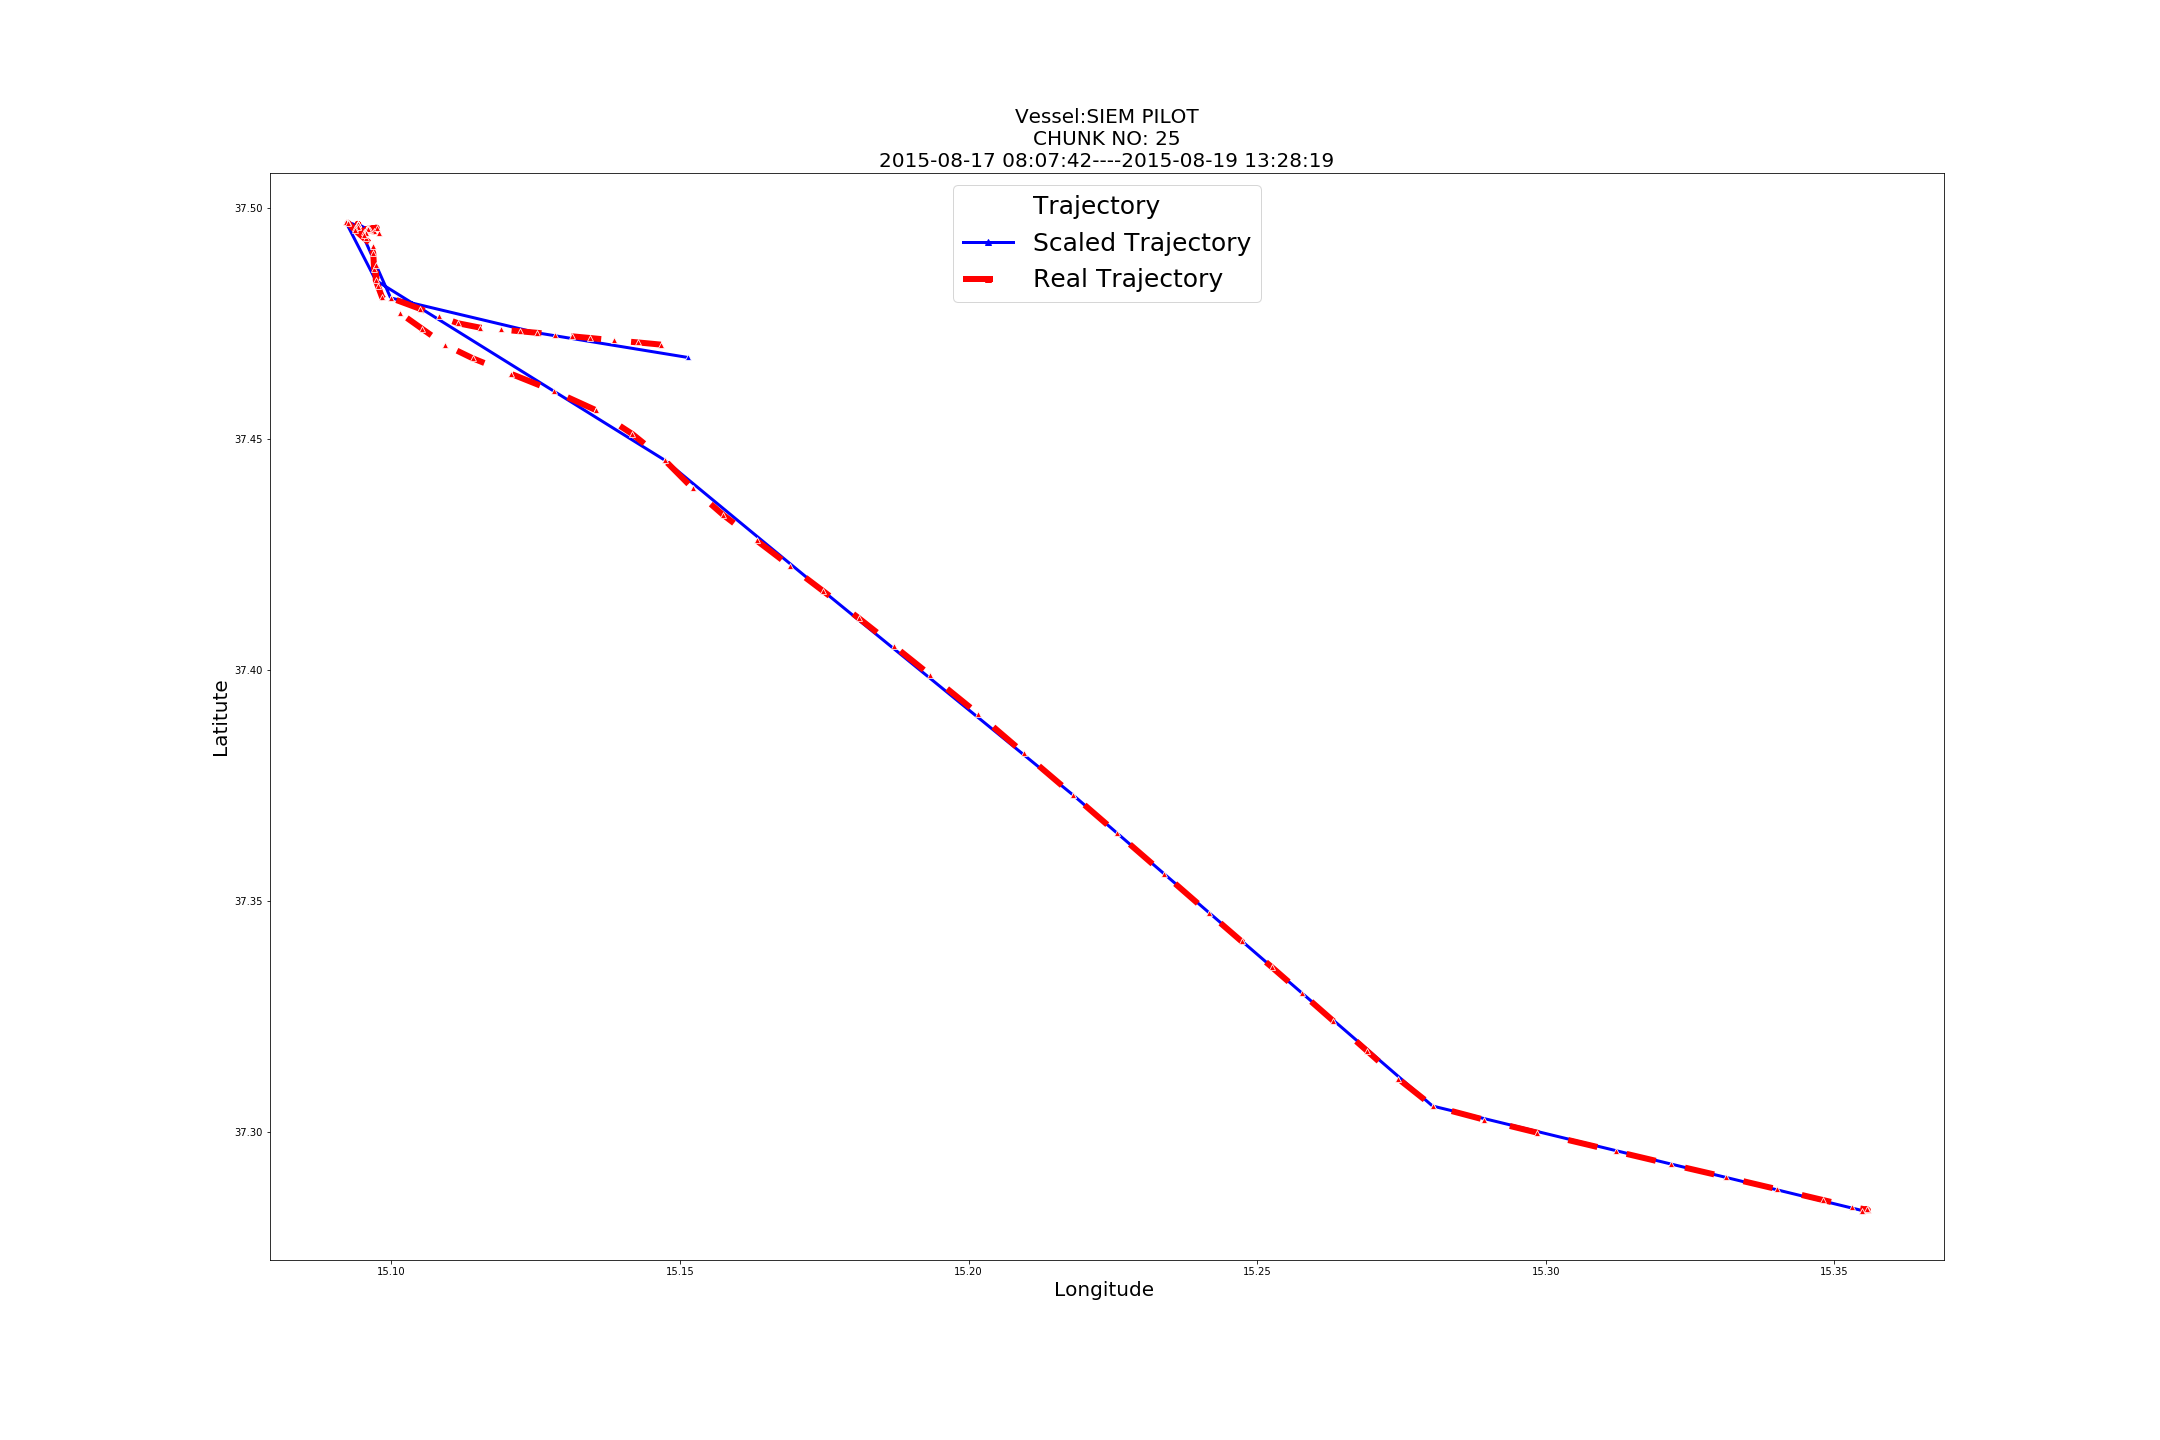 Vessel:SIEM PILOT
CHUNK NO: 25
2015-08-17 08:07:42----2015-08-19 13:28:19
Trajectory
Scaled Trajectory
Real Trajectory
37.50
37.45
37.40
37.35
37.30
Latitute
15.10 15.15 15.20 15.25 15.30 15.35
Longitude